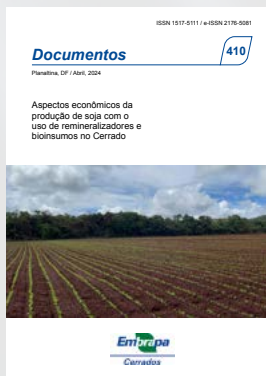 ISSN 1517-5111 / e-ISSN 2176-5081
Documentos
410
Planaltina, DF / Abril, 2024
Aspectos econômicos da
produção de soja com o
uso de remineralizadores e
bioinsumos no Cerrado
Embrapa
Cerrados